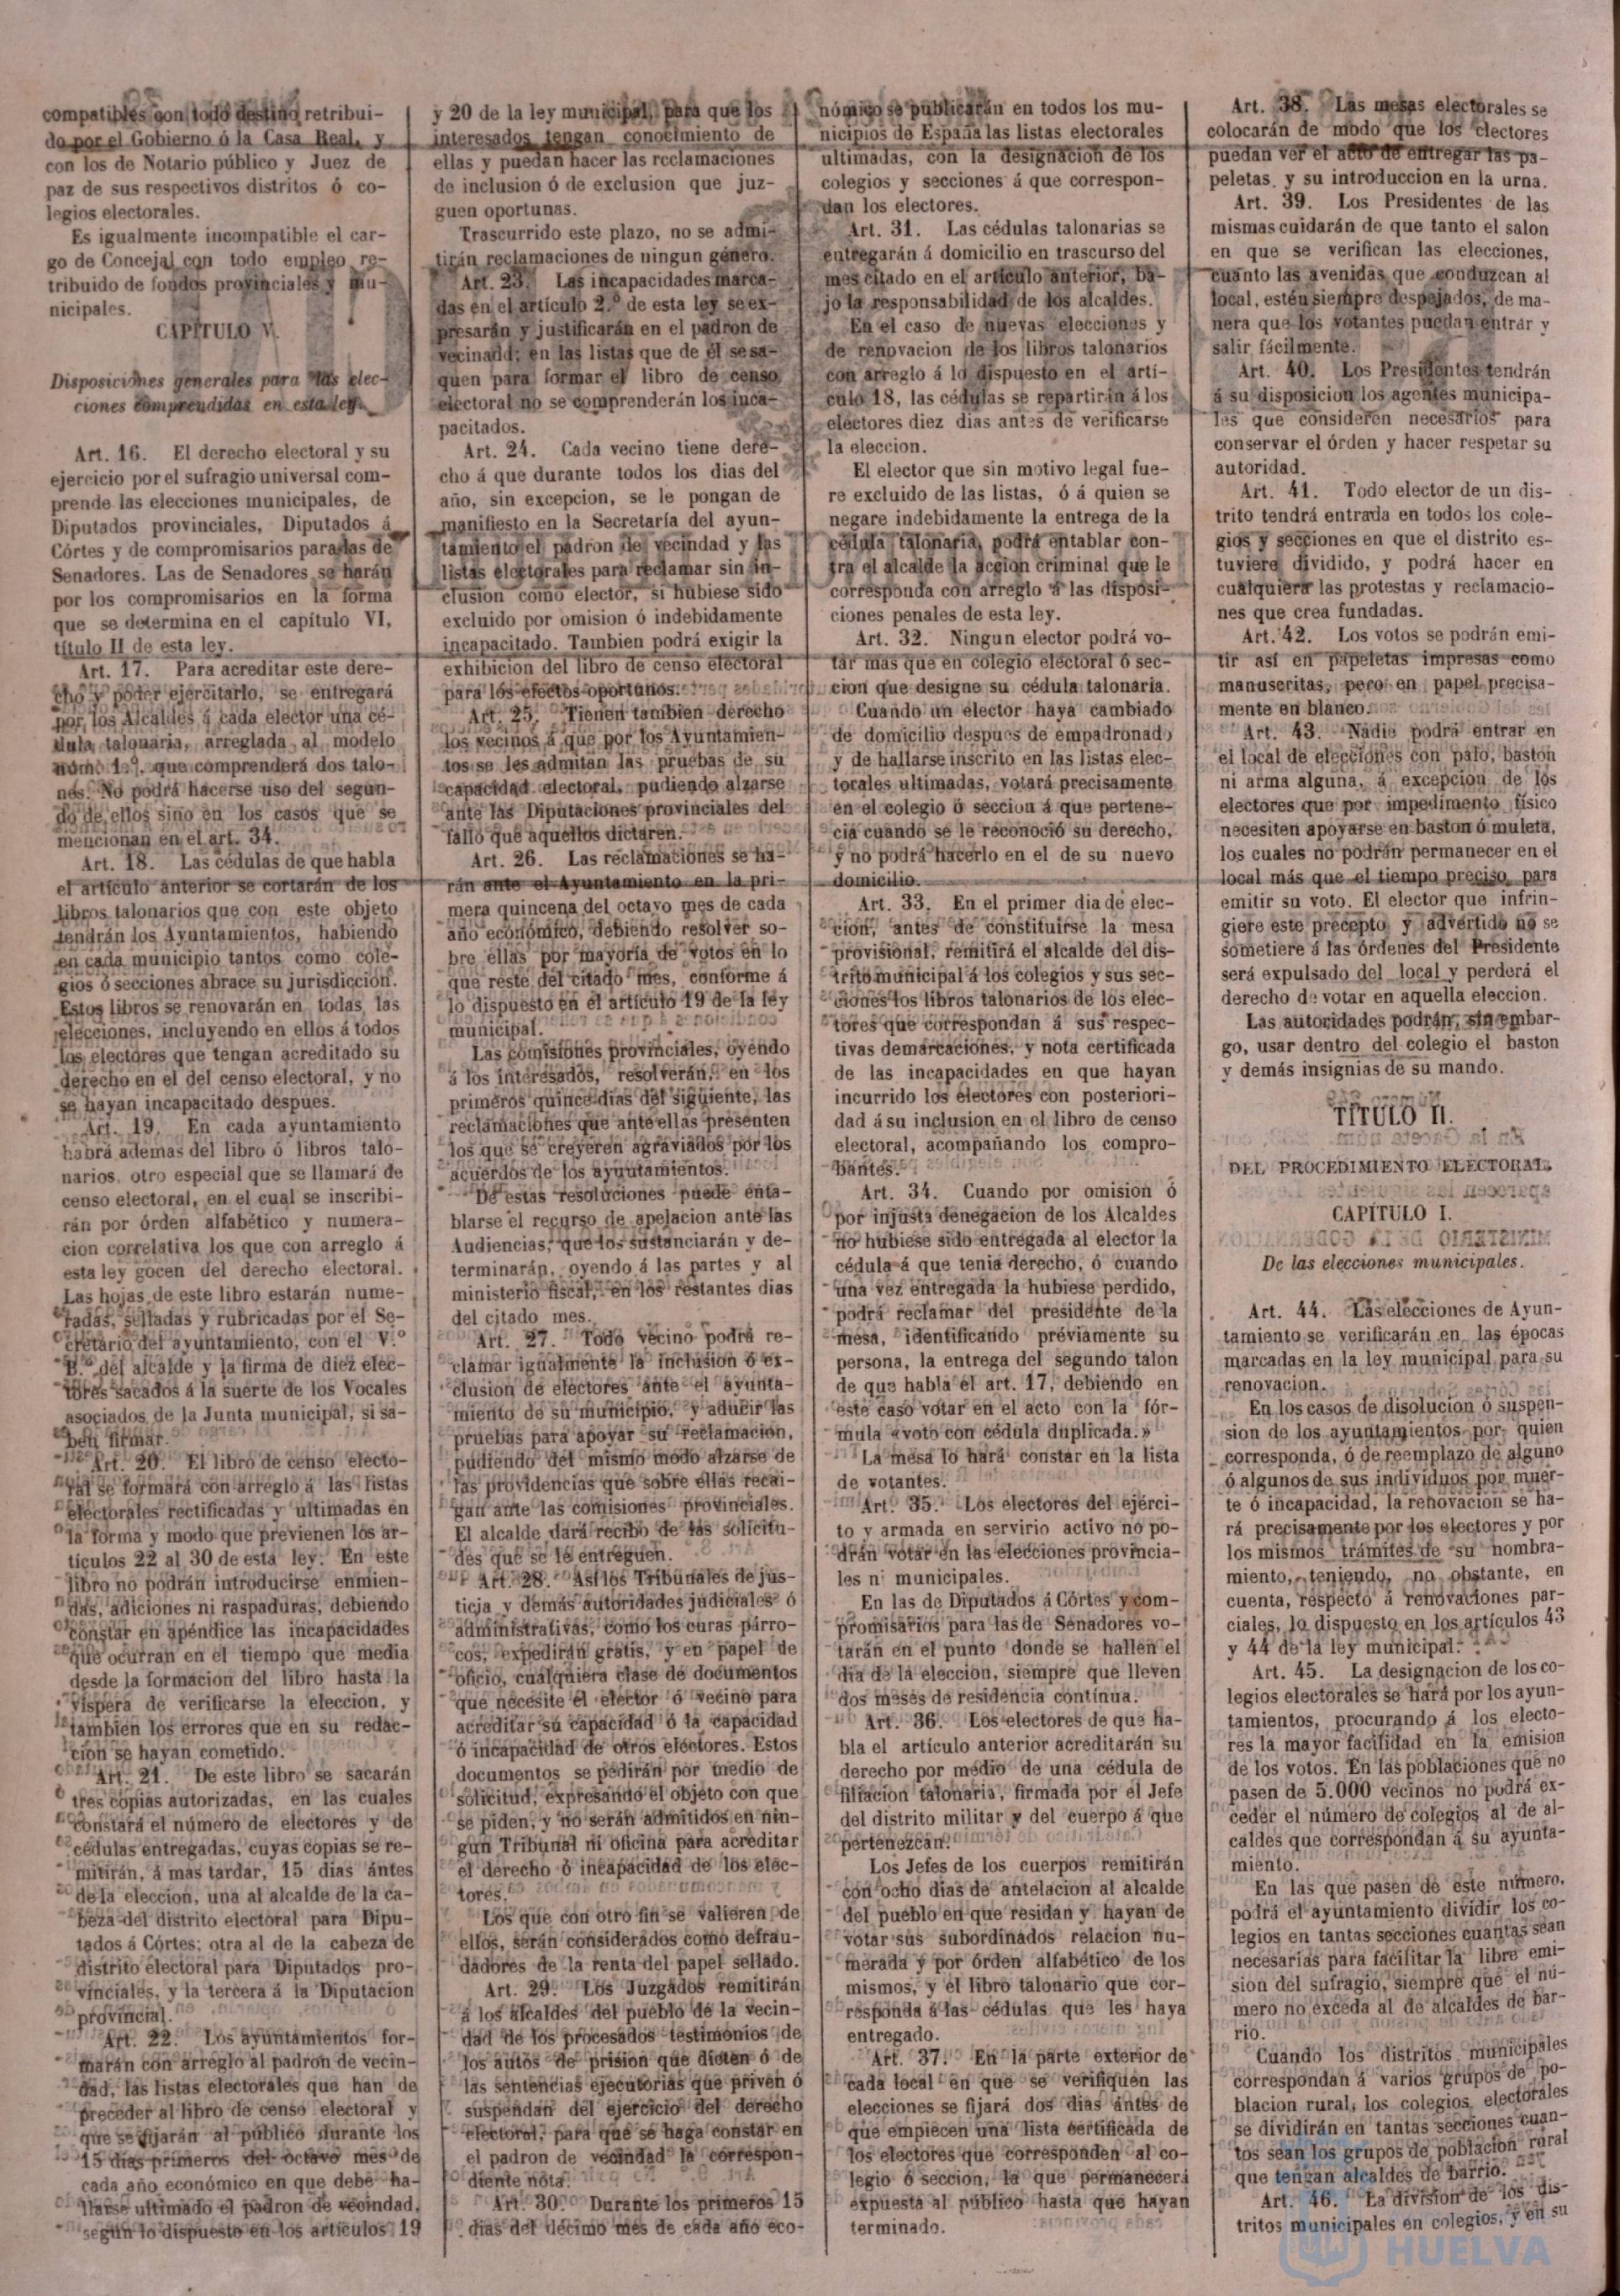 compatibles con todo destino retribui-
do por el Gobierno ó la Casa Real, y
con los de Notario público y Juez de
paz de sus respectivos distritos ó co-
legios electorales.
Es igualmente incompatible el car-
go de Concejal con todo empleo re-
tribuido de fondos provinciales y mu-
nicipales.
CAPÍTULO V.
Disposiciones generales para las elec-
ciones comprendidas en esta ley.
Art. 16. El derecho electoral y su
ejercicio por el sufragio universal com-
prende las elecciones municipales, de
Diputados provinciales, Diputados á
Córtes y de compromisarios para las de
Senadores. Las de Senadores se harán
por los compromisarios en la forma
que se determina en el capítulo VI,
título II de esta ley.
Art. 17. Para acreditar este dere-
cho y poder ejercitarlo, se entregará
por los Alcaldes á cada elector una cé-
dula talonaria, arreglada al modelo
núm. 1.º, que comprenderá dos talo-
nes. No podrá hacerse uso del segun-
do de ellos sino en los casos que se
mencionan en el art. 34.
Art. 18. Las cédulas de que habla
el artículo anterior se cortarán de los
libros talonarios que con este objeto
tendrán los Ayuntamientos, habiendo
en cada municipio tantos como cole-
gios ó secciones abrace su jurisdiccion.
Estos libros se renovarán en todas las
elecciones, incluyendo en ellos á todos
los electores que tengan acreditado su
derecho en el del censo electoral, y no
se hayan incapacitado despues.
Art. 19. En cada ayuntamiento
habrá ademas del libro ó libros talo-
narios, otro especial que se llamará de
censo electoral, en el cual se inscribi-
rán por órden alfabético y numera-
cion correlativa los que con arreglo á
esta ley gocen del derecho electoral.
Las hojas de este libro estarán nume-
radas, selladas y rubricadas por el Se-
cretario del ayuntamiento, con el V.º
B.º del alcalde y la firma de diez elec-
tores sacados á la suerte de los Vocales
asociados de la Junta municipal, si sa-
ben firmar.
Art. 20. El libro de censo electo-
ral se formará con arreglo á las listas
electorales rectificadas y ultimadas en
la forma y modo que previenen los ar-
tículos 22 al 30 de esta ley. En este
libro no podrán introducirse enmien-
das, adiciones ni raspaduras, debiendo
constar en apéndice las incapacidades
que ocurran en el tiempo que media
desde la formacion del libro hasta la
víspera de verificarse la eleccion, y
tambien los errores que en su redac-
cion se hayan cometido.
Art. 21. De este libro se sacarán
tres copias autorizadas, en las cuales
constará el número de electores y de
cédulas entregadas, cuyas copias se re-
mitirán, á mas tardar, 15 dias ántes
de la eleccion, una al alcalde de la ca-
beza del distrito electoral para Dipu-
tados á Córtes; otra al de la cabeza de
distrito electoral para Diputados pro-
vinciales, y la tercera á la Diputacion
provincial.
Art. 22. Los ayuntamientos for-
marán con arreglo al padron de vecin-
dad, las listas electorales que han de
preceder al libro de censo electoral y
que se fijarán al público durante los
15 dias primeros del octavo mes de
cada año económico en que debe ha-
llarse ultimado el padron de vecindad,
según lo dispuesto en los artículos 19
y 20 de la ley municipal, para que los
interesados tengan conocimiento de
ellas y puedan hacer las reclamaciones
de inclusion ó de exclusion que juz-
guen oportunas.
Trascurrido este plazo, no se admi-
tirán reclamaciones de ningun género.
Art. 23. Las incapacidades marca-
das en el artículo 2.º de esta ley se ex-
presarán y justificarán en el padron de
vecinadd; en las listas que de él se sa-
quen para formar el libro de censo
electoral no se comprenderán los inca-
pacitados.
Art. 24. Cada vecino tiene dere-
cho á que durante todos los dias del
año, sin excepcion, se le pongan de
manifiesto en la Secretaría del ayun-
tamiento el padron de vecindad y las
listas electorales para reclamar sin in-
clusion como elector, si hubiese sido
excluido por omision ó indebidamente
incapacitado. Tambien podrá exigir la
exhibicion del libro de censo electoral
para los efectos oportunos.
Art. 25. Tienen tambien derecho
los vecinos á que por los Ayuntamien-
tos se les admitan las pruebas de su
capacidad electoral, pudiendo alzarse
ante las Diputaciones provinciales del
fallo que aquellos dictaren.
Art. 26. Las reclamaciones se ha-
rán ante el Ayuntamiento en la pri-
mera quincena del octavo mes de cada
año económico, debiendo resolver so-
bre ellas por mayoría de votos en lo
que reste del citado mes, conforme á
lo dispuesto en el artículo 19 de la ley
municipal.
Las comisiones provinciales, oyendo
á los interesados, resolverán, en los
primeros quince dias del siguiente, las
reclamaciones que ante ellas presenten
los que se creyeren agraviados por los
acuerdos de los ayuutamientos.
De estas resoluciones puede enta-
blarse el recurso de apelacion ante las
Audiencias, que los sustanciarán y de-
terminarán, oyendo á las partes y al
ministerio fiscal, en los restantes dias
del citado mes.
Art. 27. Todo vecino podrá re-
clamar igualmente la inclusion ó ex-
clusion de electores ante el ayunta-
miento de su municipio, y aducir las
pruebas para apoyar su reclamacion,
pudiendo del mismo modo alzarse de
las providencias que sobre ellas recai-
gan ante las comisiones provinciales.
El alcalde dará recibo de las solicitu-
des que se le entreguen.
Art. 28. Así los Tribunales de jus-
ticia y demás autoridades judiciales ó
administrativas, como los curas párro-
cos, expedirán gratis, y en papel de
oficio, cualquiera clase de documentos
que necesite el elector ó vecino para
acreditar su capacidad ó la capacidad
ó incapacidad de otros electores. Estos
documentos se pedirán por medio de
solicitud, expresando el objeto con que
se piden, y no serán admitidos en nin-
gun Tribunal ni oficina para acreditar
el derecho ó incapacidad de los elec-
tores.
Los que con otro fin se valieren de
ellos, serán considerados como defrau-
dadores de la renta del papel sellado.
Art. 29. Los Juzgados remitirán
á los alcaldes del pueblo de la vecin-
dad de los procesados testimonios de
los autos de prision que dicten ó de
las sentencias ejecutorias que priven ó
suspendan del ejercicio del derecho
electoral, para que se haga constar en
el padron de vecindad la correspon-
diente nota.
Art. 30. Durante los primeros 15
dias del décimo mes de cada año eco-
nómico se publicarán en todos los mu-
nicipios de España las listas electorales
ultimadas, con la designacion de los
colegios y secciones á que correspon-
dan los electores.
Art. 31. Las cédulas talonarias se
entregarán á domicilio en trascurso del
mes citado en el artículo anterior, ba-
jo la responsabilidad de los alcaldes.
En el caso de nuevas elecciones y
de renovacion de los libros talonarios
con arreglo á lo dispuesto en el artí-
culo 18, las cédulas se repartirán á los
electores diez dias antes de verificarse
la eleccion.
El elector que sin motivo legal fue-
re excluido de las listas, ó á quien se
negare indebidamente la entrega de la
cédula talonaria, podrá entablar con-
tra el alcalde la accion criminal que le
corresponda con arreglo á las disposi-
ciones penales de esta ley.
Art. 32. Ningun elector podrá vo-
tar mas que en colegio electoral ó sec-
cion que designe su cédula talonaria.
Cuando un elector haya cambiado
de domicilio despues de empadronado
y de hallarse inscrito en las listas elec-
torales ultimadas, votará precisamente
en el colegio ó seccion á que pertene-
cia cuando se le reconoció su derecho,
y no podrá hacerlo en el de su nuevo
domicilio.
Art. 33. En el primer dia de elec-
cion, antes de constituirse la mesa
provisional, remitirá el alcalde del dis-
trito municipal á los colegios y sus sec-
ciones los libros talonarios de los elec-
tores que correspondan á sus respec-
tivas demarcaciones, y nota certificada
de las incapacidades en que hayan
incurrido los electores con posteriori-
dad á su inclusion en el libro de censo
electoral, acompañando los compro-
bantes.
Art. 34. Cuando por omision ó
por injusta denegacion de los Alcaldes
no hubiese sido entregada al elector la
cédula á que tenia derecho, ó cuando
una vez entregada la hubiese perdido,
podrá reclamar del presidente de la
mesa, identificando préviamente su
persona, la entrega del segundo talon
de que habla el art. 17, debiendo en
este caso votar en el acto con la fór-
mula «voto con cédula duplicada.»
La mesa lo hará constar en la lista
de votantes.
Art. 35. Los electores del ejérci-
to y armada en servirio activo no po-
drán votar en las elecciones provincia-
les ni municipales.
En las de Diputados á Córtes y com-
promisarios para las de Senadores vo-
tarán en el punto donde se hallen el
dia de la eleccion, siempre que lleven
dos meses de residencia contínua.
Art. 36. Los electores de que ha-
bla el artículo anterior acreditarán su
derecho por medio de una cédula de
filiacion talonaria, firmada por el Jefe
del distrito militar y del cuerpo á que
pertenezcan.
Los Jefes de los cuerpos remitirán
con ocho dias de antelacion al alcalde
del pueblo en que residan y hayan de
votar sus subordinados relacion nu-
merada y por órden alfabético de los
mismos, y el libro talonario que cor-
responda á las cédulas que les haya
entregado.
Art. 37. En la parte exterior de
cada local en que se verifiquen las
elecciones se fijará dos dias ántes de
que empiecen una lista certificada de
los electores que corresponden al co-
legio ó seccion, la que permanecerá
expuesta al público hasta que hayan
terminado.
Art. 38. Las mesas electorales se
colocarán de modo que los electores
puedan ver el acto de entregar las pa-
peletas, y su introduccion en la urna.
Art. 39. Los Presidentes de las
mismas cuidarán de que tanto el salon
en que se verifican las elecciones,
cuanto las avenidas que conduzcan al
local, estén siempre despejados, de ma-
nera que los votantes puedan entrar y
salir fácilmente.
Art. 40. Los Presidentes tendrán
á su disposicion los agentes municipa-
les que consideren necesarios para
conservar el órden y hacer respetar su
autoridad.
Art. 41. Todo elector de un dis-
trito tendrá entrada en todos los cole-
gios y secciones en que el distrito es-
tuviere dividido, y podrá hacer en
cualquiera las protestas y reclamacio-
nes que crea fundadas.
Art. 42. Los votos se podrán emi-
tir así en papeletas impresas como
manuscritas, pero en papel precisa-
mente en blanco.
Art. 43. Nadie podrá entrar en
el local de elecciones con palo, baston
ni arma alguna, á excepcion de los
electores que por impedimento físico
necesiten apoyarse en baston ó muleta,
los cuales no podrán permanecer en el
local más que el tiempo preciso para
emitir su voto. El elector que infrin-
giere este precepto y advertido no se
sometiere á las órdenes del Presidente
será expulsado del local y perderá el
derecho de votar en aquella eleccion.
Las autoridades podrán, sin embar-
go, usar dentro del colegio el baston
y demás insignias de su mando.
TÍTULO II.
DEL PROCEDIMIENTO ELECTORAL.
CAPÍTULO I.
De las elecciones municipales.
Art. 44. Las elecciones de Ayun-
tamiento se verificarán en las épocas
marcadas en la ley municipal para su
renovacion.
En los casos de disolucion ó suspen-
sion de los ayuntamientos por quien
corresponda, ó de reemplazo de alguno
ó algunos de sus individuos por muer-
te ó incapacidad, la renovacion se ha-
rá precisamente por los electores y por
los mismos trámites de su nombra-
miento, teniendo, no obstante, en
cuenta, respecto á renovaciones par-
ciales, lo dispuesto en los artículos 43
y 44 de la ley municipal.
Art. 45. La designacion de los co-
legios electorales se hará por los ayun-
tamientos, procurando á los electo-
res la mayor facilidad en la emision
de los votos. En las poblaciones que no
pasen de 5.000 vecinos no podrá ex-
ceder el número de colegios al de al-
caldes que correspondan á su ayunta-
miento.
En las que pasen de este número,
podrá el ayuntamiento dividir los co-
legios en tantas secciones cuantas sean
necesarias para facilitar la libre emi-
sion del sufragio, siempre que el nú-
mero no exceda al de alcaldes de bar-
rio.
Cuando los distritos municipales
correspondan á varios grupos de po-
blacion rural, los colegios electorales
se dividirán en tantas secciones cuan-
tos sean los grupos de poblacion rural
que tengan alcaldes de barrio.
Art. 46. La division de los dis-
tritos municipales en colegios, y en su
HUELVA